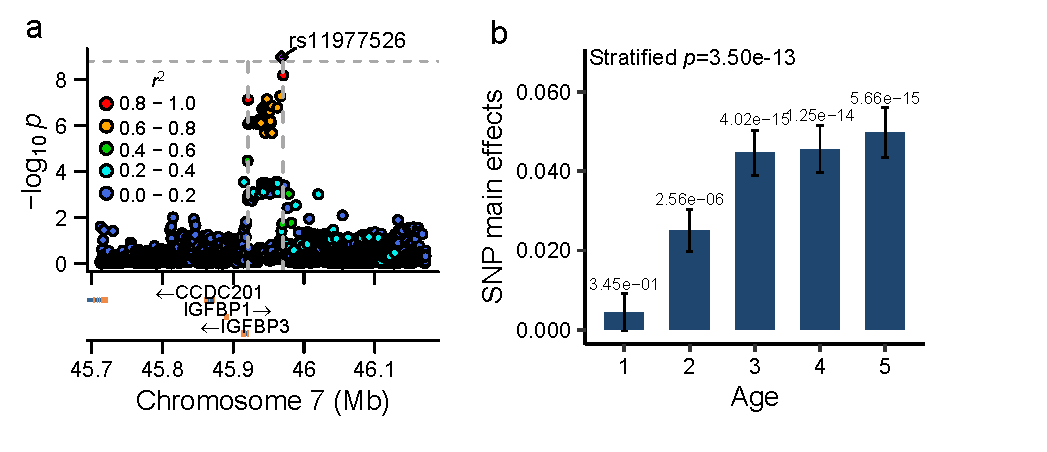 a
rs11977526
r²
0.8 − 1.0
0.6 − 0.8
0.4 − 0.6
0.2 − 0.4
0.0 − 0.2
−log₁₀ p
8
6
4
2
0
←CCDC201
IGFBP1→
←IGFBP3
45.7 45.8 45.9 46 46.1
Chromosome 7 (Mb)
b
Stratified p=3.50e-13
SNP main effects
0.060
0.040
0.020
0.000
3.45e−01
2.56e−06
4.02e−15
1.25e−14
5.66e−15
1 2 3 4 5
Age